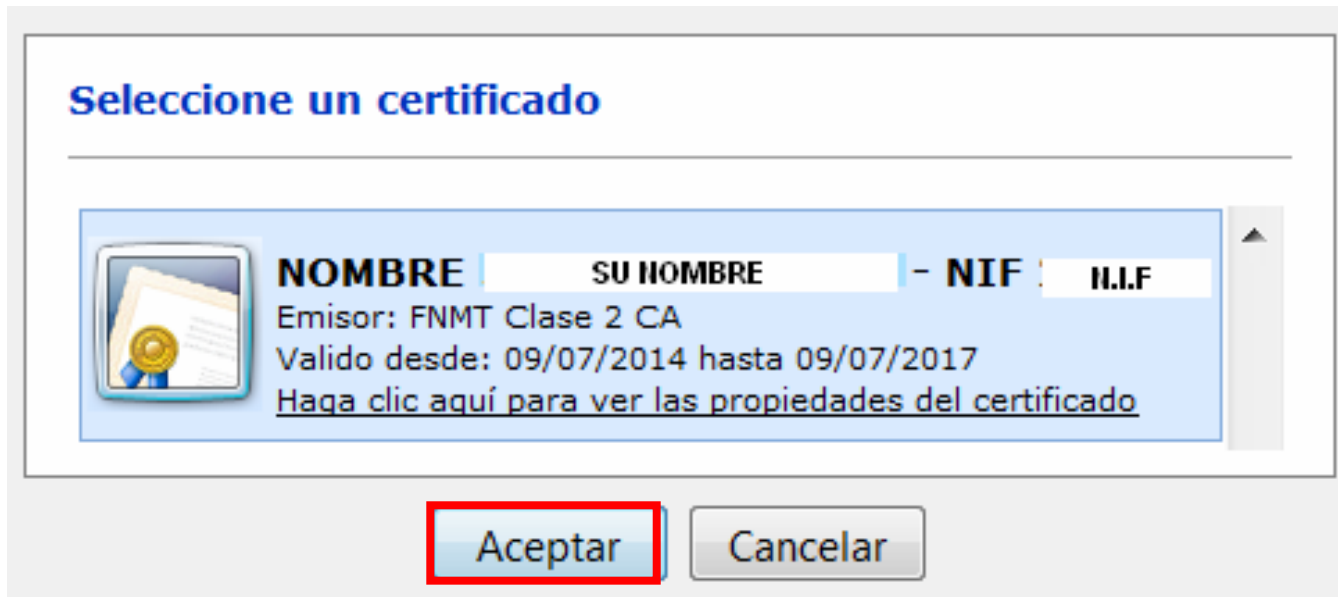 Seleccione un certificado
NOMBRE SU NOMBRE - NIF N.I.F
Emisor: FNMT Clase 2 CA
Valido desde: 09/07/2014 hasta 09/07/2017
Haga clic aquí para ver las propiedades del certificado
Aceptar Cancelar